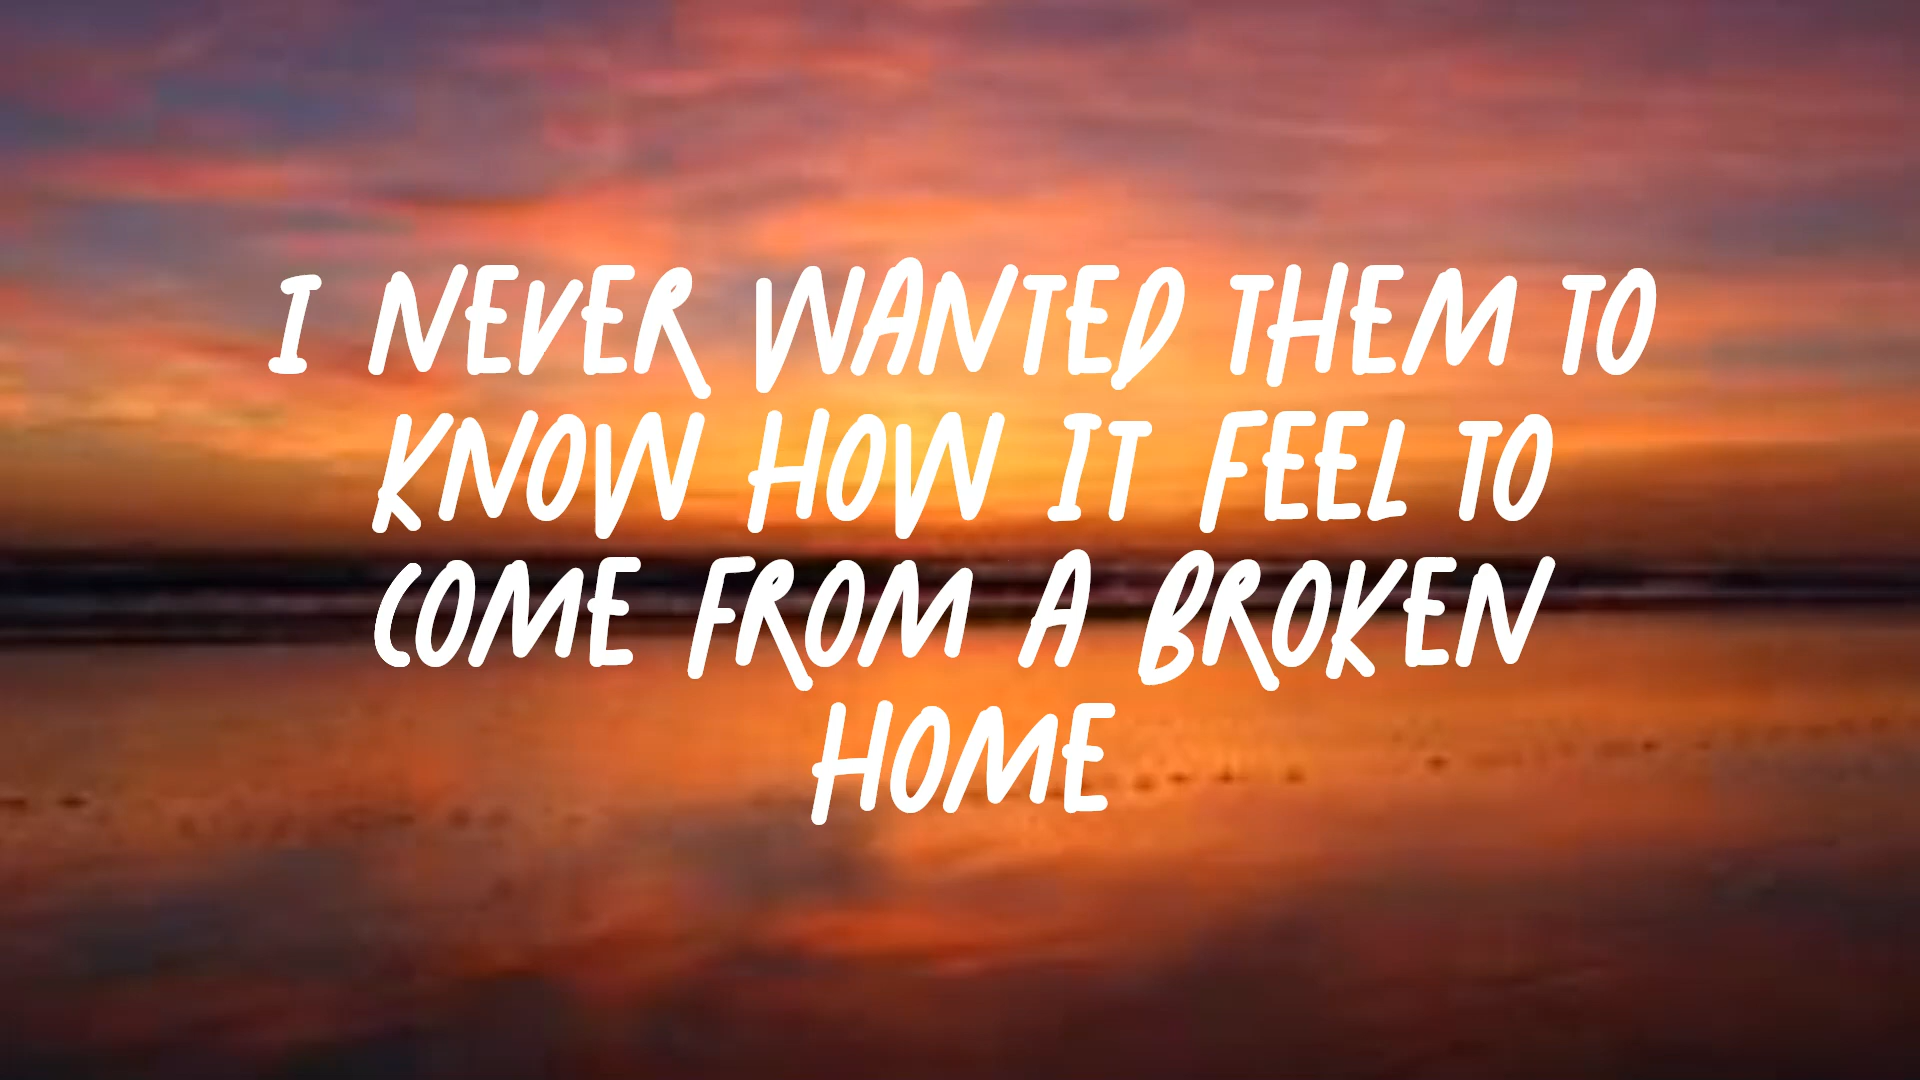 I NEVER WANTED THEM TO
KNOW HOW IT FEEL TO
COME FROM A BROKEN
HOME